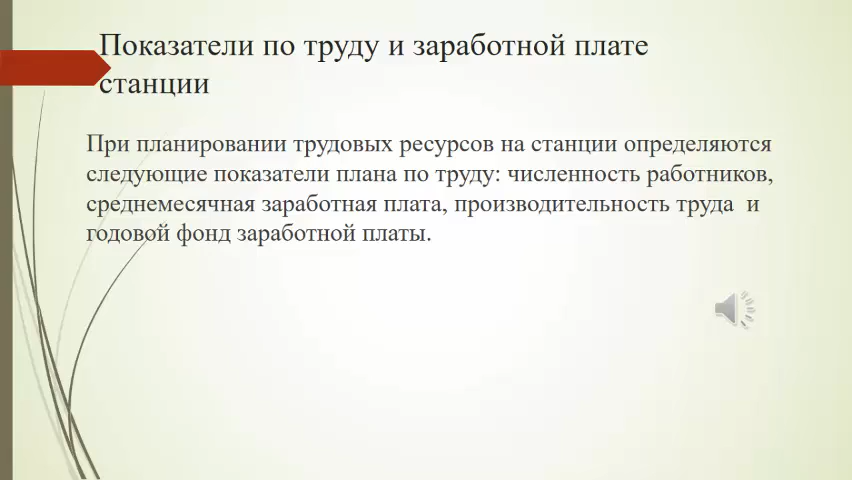 Показатели по труду и заработной плате
станции
При планировании трудовых ресурсов на станции определяются
следующие показатели плана по труду: численность работников,
среднемесячная заработная плата, производительность труда  и
годовой фонд заработной платы.